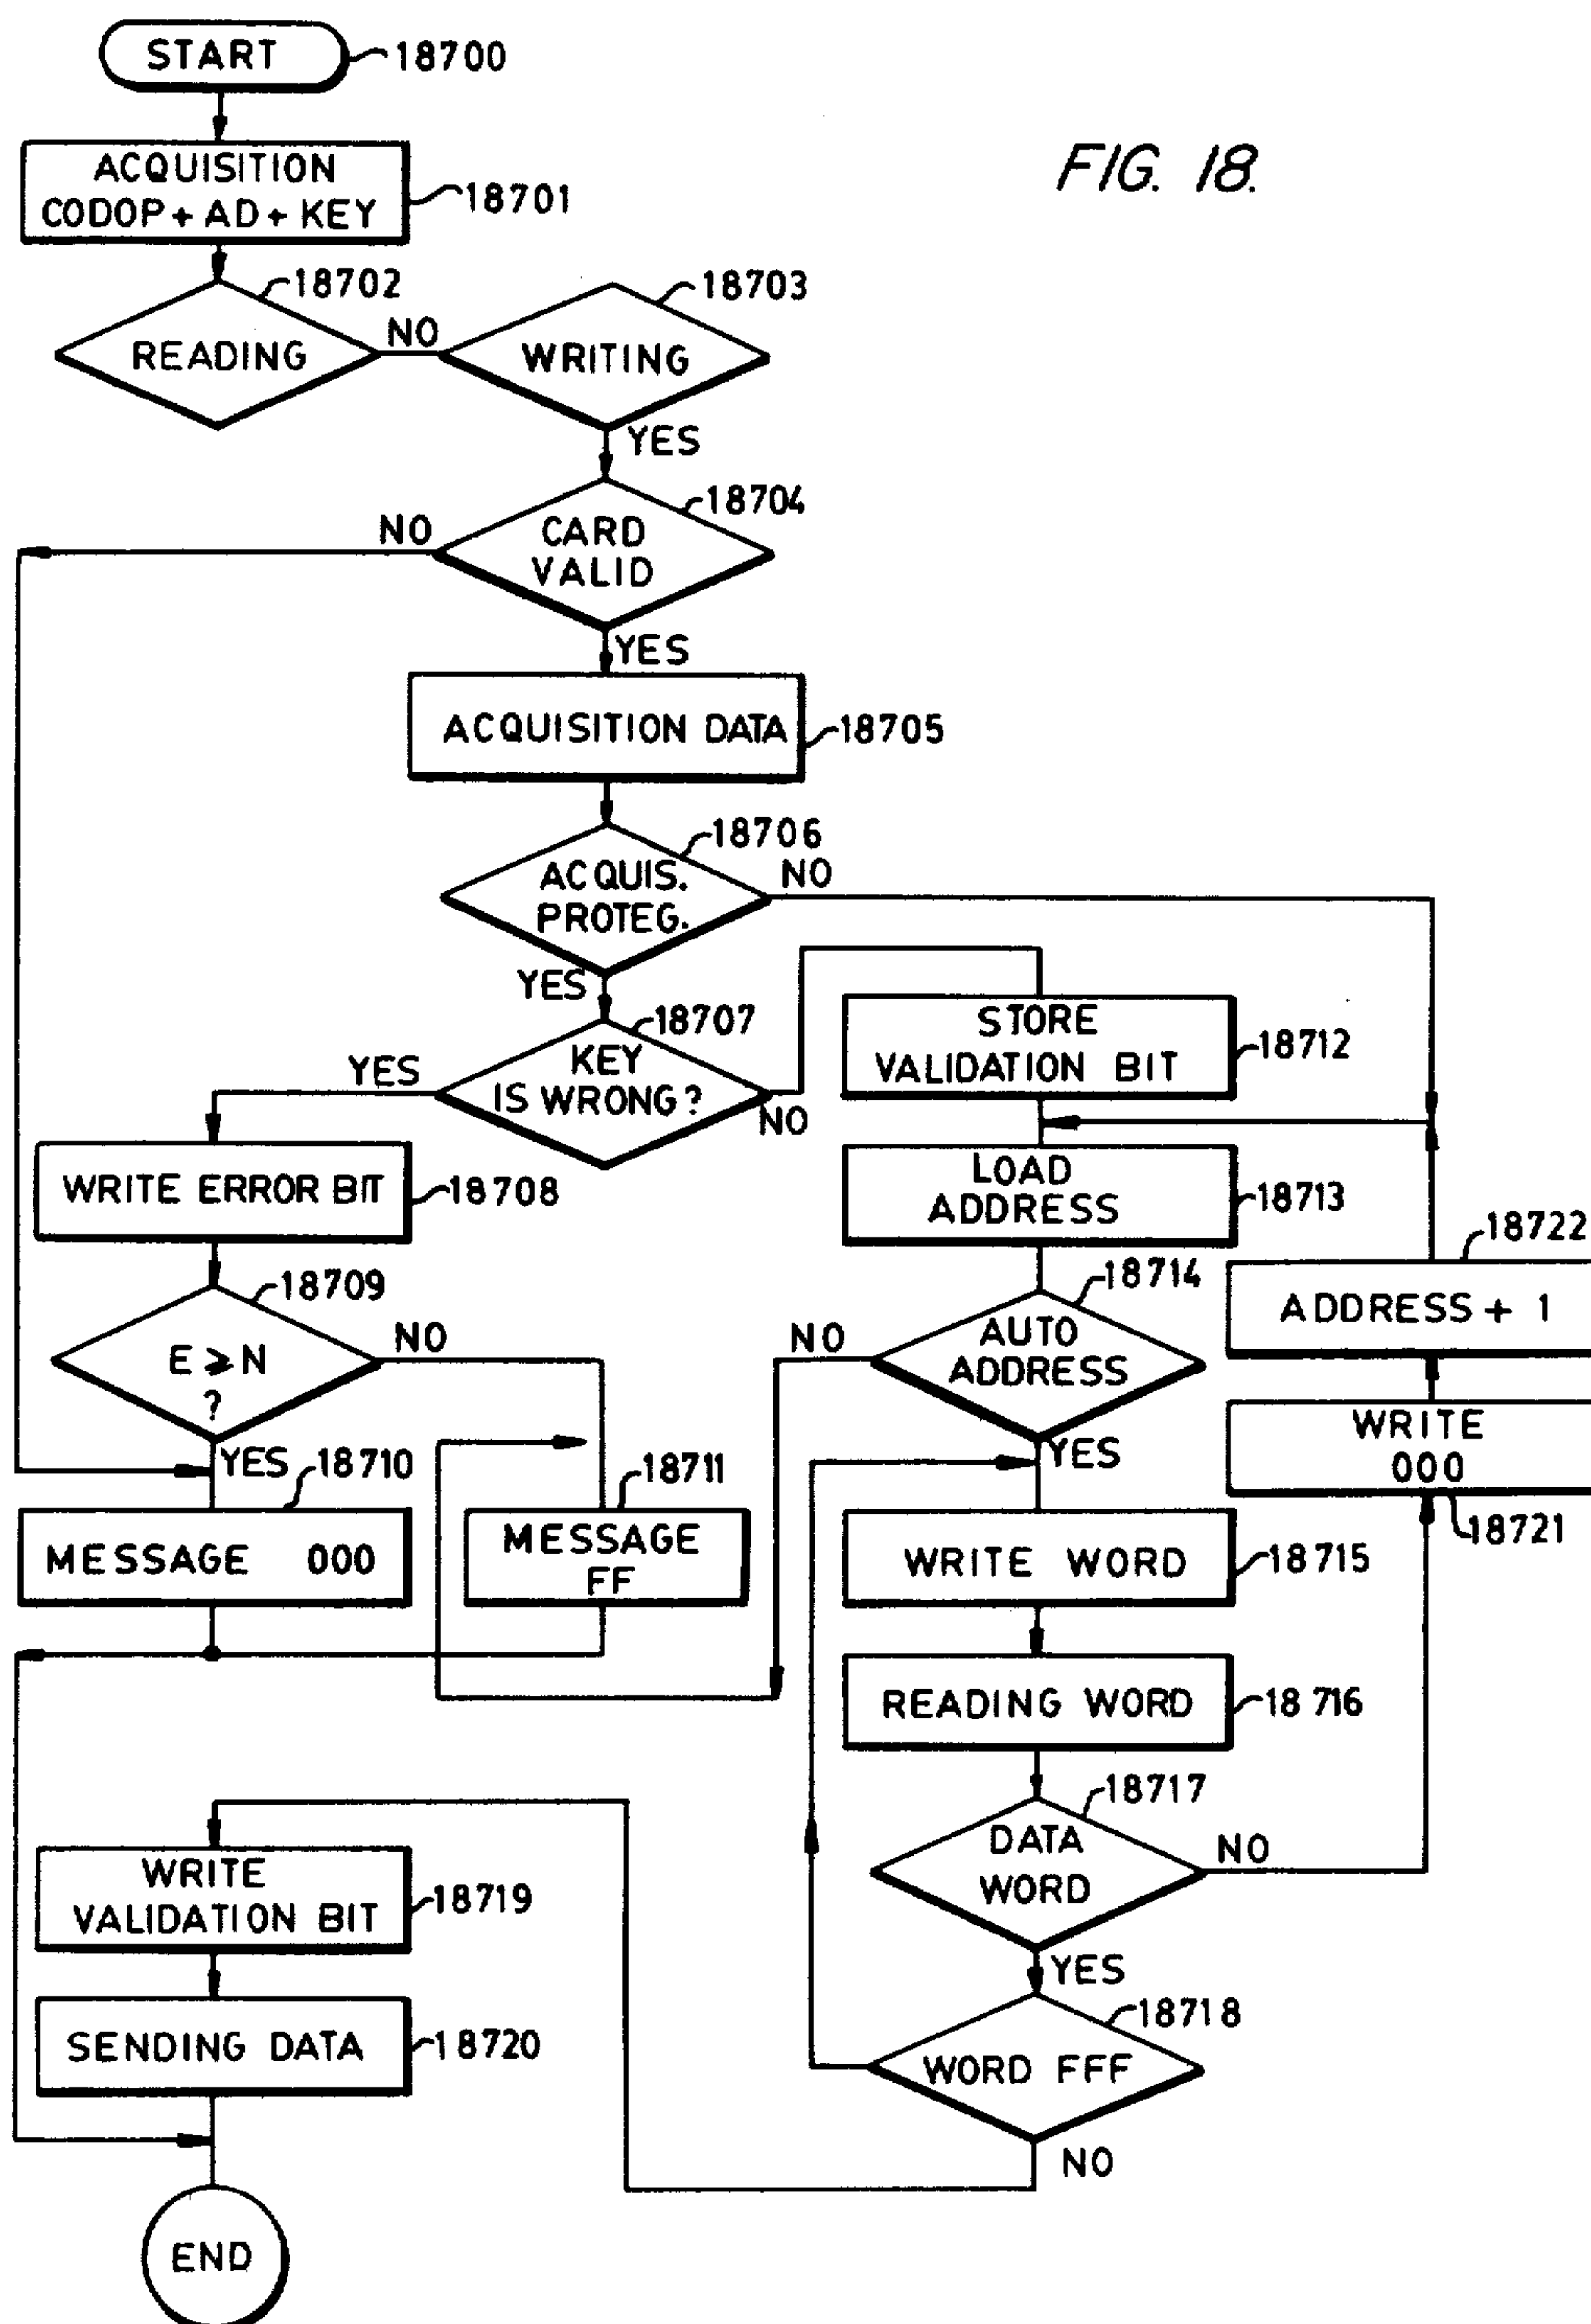 START
18700
FIG. 18.
ACQUISITION
CODOP + AD + KEY
18701
18702
READING
NO
18703
WRITING
YES
18704
NO
CARD
VALID
YES
ACQUISITION DATA
18705
18706
ACQUIS.
PROTEG.
NO
YES
18707
KEY
IS WRONG?
YES
NO
STORE
VALIDATION BIT
18712
WRITE ERROR BIT
18708
LOAD
ADDRESS
18713
18722
ADDRESS + 1
18709
E ⩾ N
?
NO
YES
18714
AUTO
ADDRESS
NO
YES
WRITE
000
18721
18710
MESSAGE 000
18711
MESSAGE
FF
WRITE WORD
18715
READING WORD
18716
18717
DATA
WORD
NO
YES
WRITE
VALIDATION BIT
18719
18718
WORD FFF
NO
SENDING DATA
18720
END